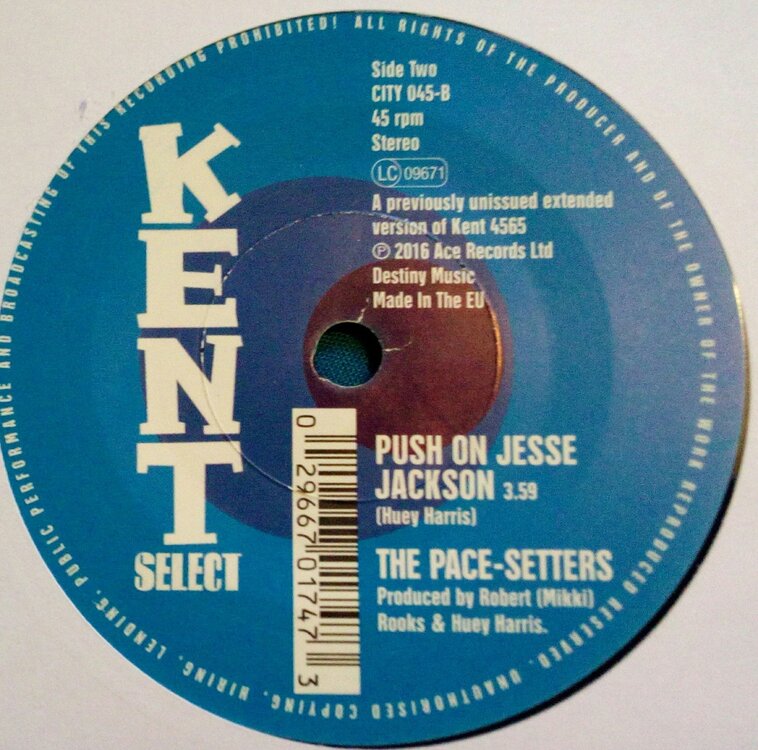 ALL RIGHTS OF THE PRODUCER AND OF THE OWNER OF THE WORK REPRODUCED RESERVED. UNAUTHORISED COPYING, HIRING, LENDING, PUBLIC PERFORMANCE AND BROADCASTING OF THIS RECORDING PROHIBITED!
KENT
SELECT
Side Two
CITY 045-B
45 rpm
Stereo
LC 09671
A previously unissued extended
version of Kent 4565
℗ 2016 Ace Records Ltd
Destiny Music
Made In The EU
0 29667 01747 3
PUSH ON JESSE
JACKSON 3.59
(Huey Harris)
THE PACE-SETTERS
Produced by Robert (Mikki)
Rooks & Huey Harris.